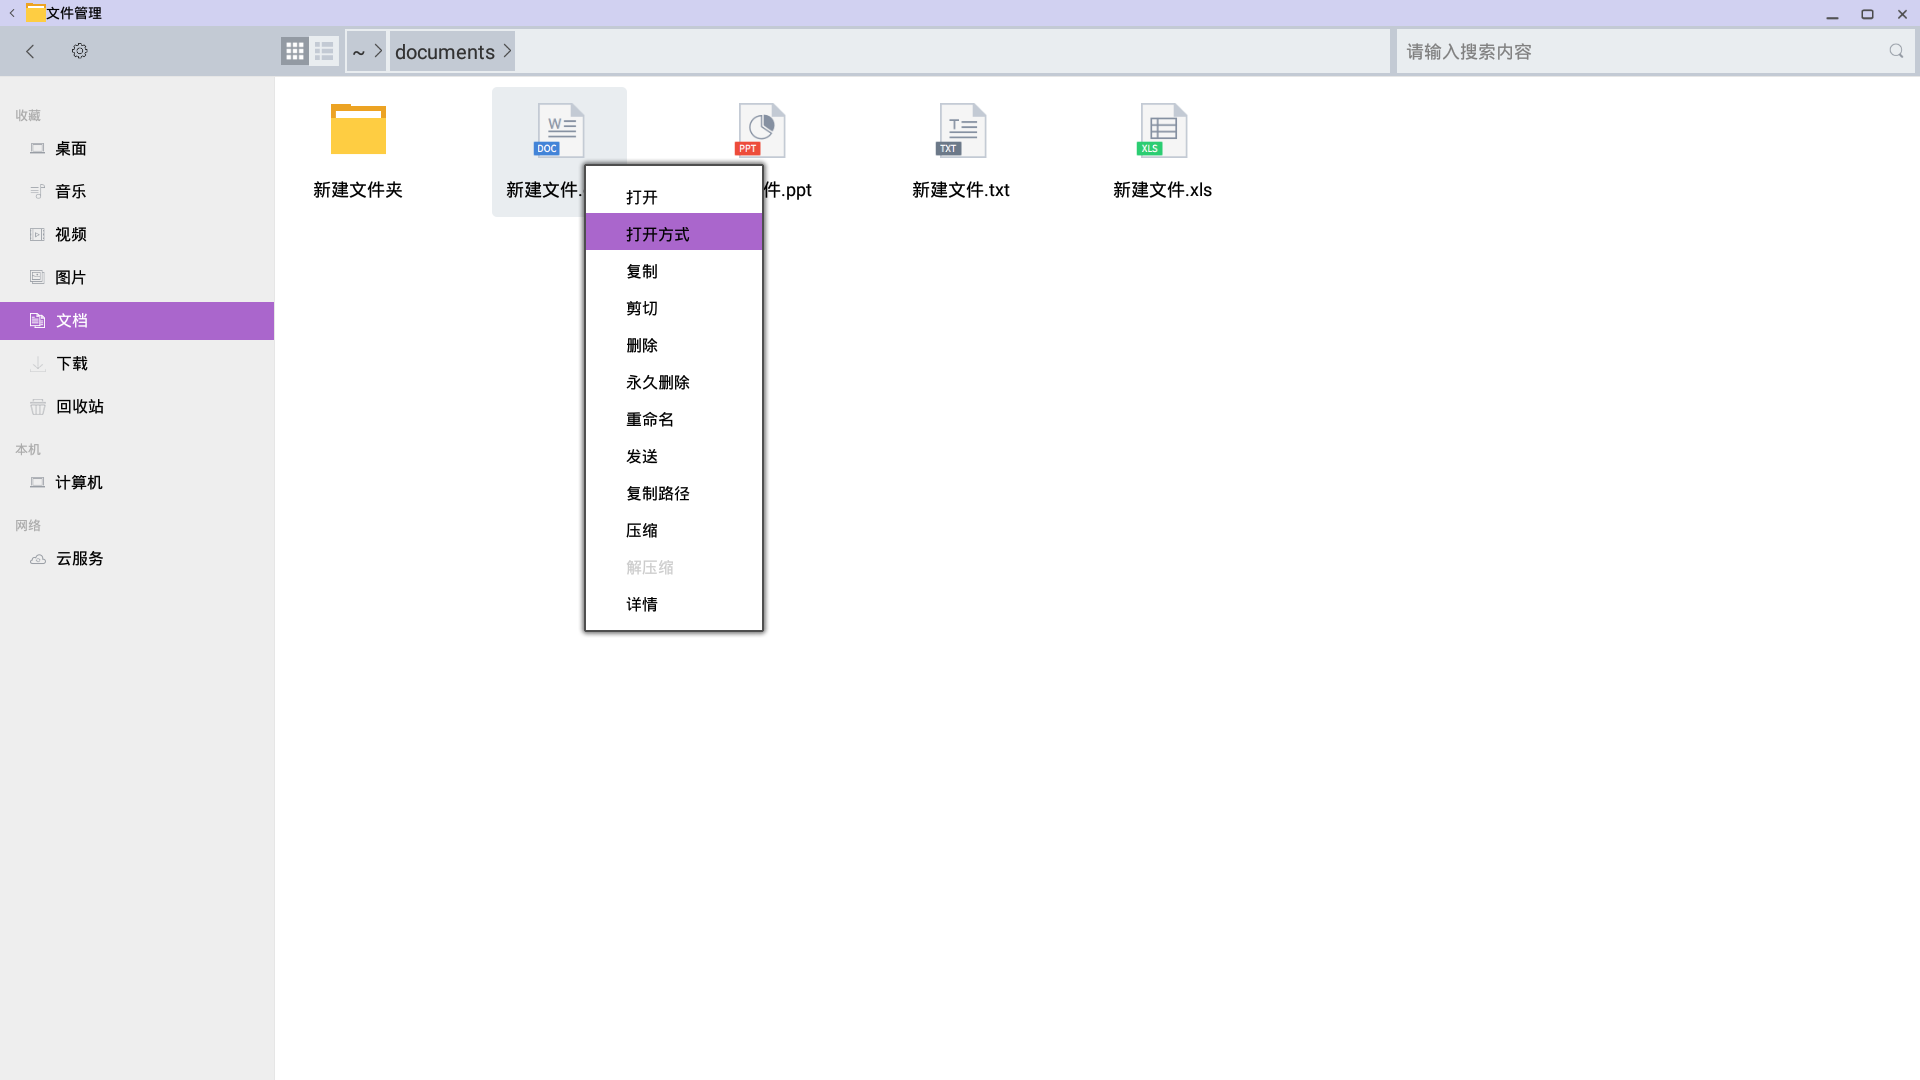 文件管理
~
documents
请输入搜索内容
收藏
桌面
音乐
视频
图片
文档
下载
回收站
本机
计算机
网络
云服务
W
DOC
PPT
T
TXT
XLS
新建文件夹
新建文件.
件.ppt
新建文件.txt
新建文件.xls
打开
打开方式
复制
剪切
删除
永久删除
重命名
发送
复制路径
压缩
解压缩
详情